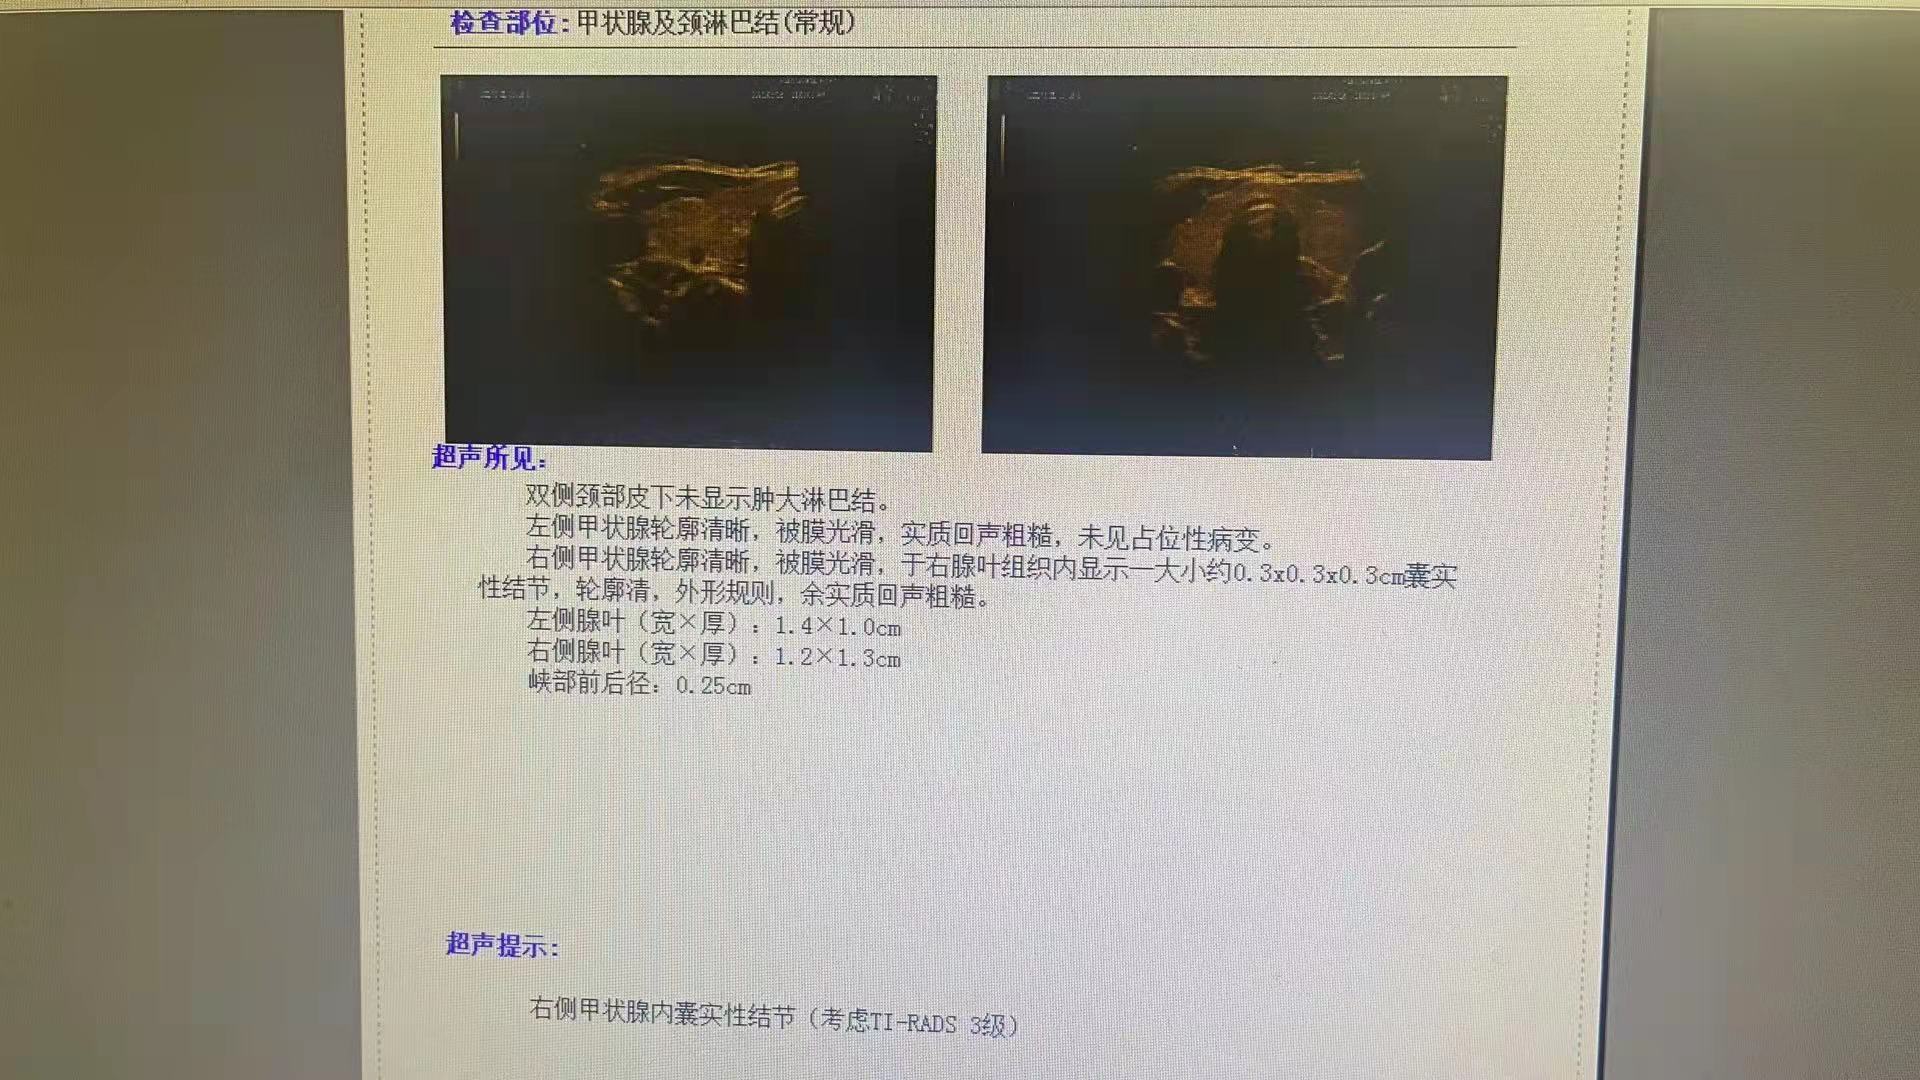 检查部位：甲状腺及颈淋巴结(常规)
超声所见：
双侧颈部皮下未显示肿大淋巴结。
左侧甲状腺轮廓清晰，被膜光滑，实质回声粗糙，未见占位性病变。
右侧甲状腺轮廓清晰，被膜光滑，于右腺叶组织内显示一大小约0.3x0.3x0.3cm囊实
性结节，轮廓清，外形规则，余实质回声粗糙。
左侧腺叶（宽×厚）：1.4×1.0cm
右侧腺叶（宽×厚）：1.2×1.3cm
峡部前后径：0.25cm
超声提示：
右侧甲状腺内囊实性结节（考虑TI-RADS 3级）